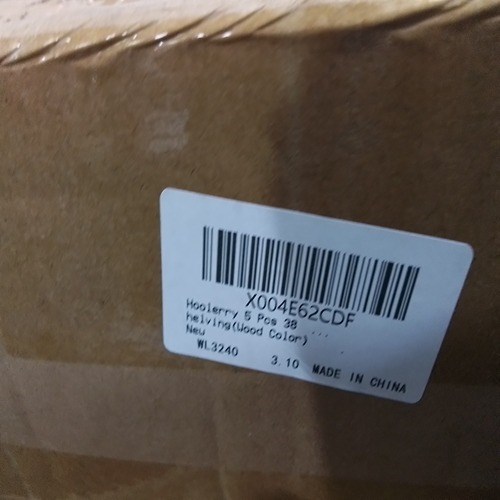 X004E62CDF
Hoolerry 5 Pcs 38 ...
helving(Wood Color)
New
WL3240 3.10 MADE IN CHINA